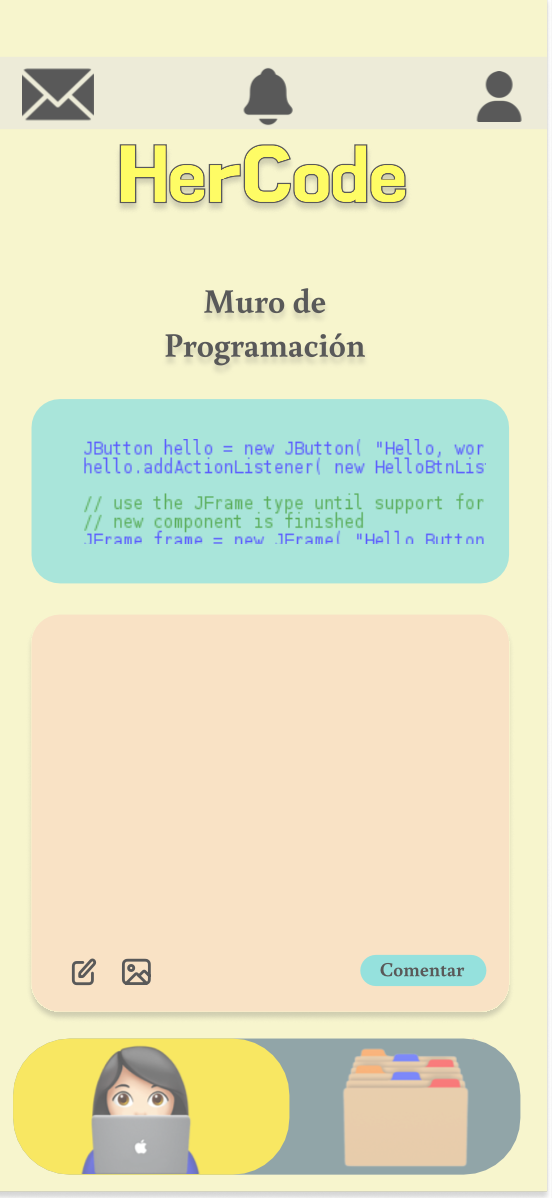 HerCode
Muro de
Programación
JButton hello = new JButton( "Hello, wor
hello.addActionListener( new HelloBtnLis
// use the JFrame type until support for
// new component is finished
JFrame frame = new JFrame( "Hello Button
Comentar